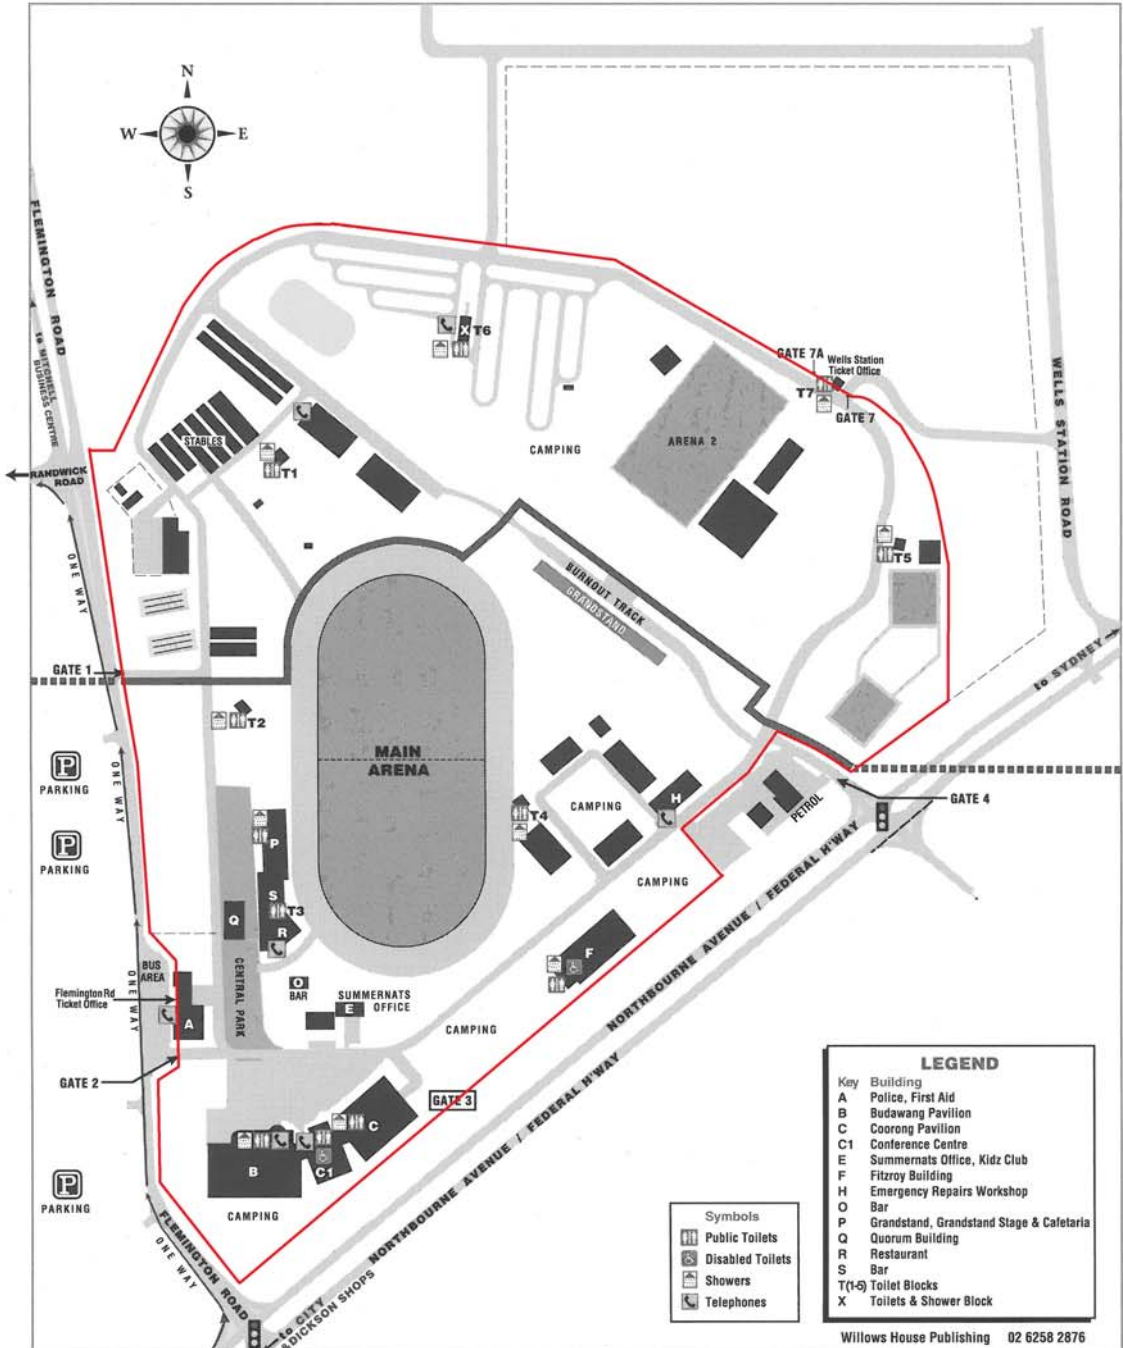 N
W
E
S
FLEMINGTON ROAD
to MITCHELL
BUSINESS CENTRE
RANDWICK
ROAD
ONE WAY
STABLES
T1
X T6
CAMPING
ARENA 2
GATE 7A
Wells Station
Ticket Office
T7
GATE 7
WELLS STATION ROAD
T5
BURNOUT TRACK
GRANDSTAND
to SYDNEY
GATE 1
T2
MAIN
ARENA
P
PARKING
ONE WAY
P
PARKING
CAMPING
H
T4
PETROL
GATE 4
P
S
T3
Q
R
CAMPING
F
BUS
AREA
CENTRAL PARK
Flemington Rd
Ticket Office
ONE WAY
A
O
BAR
SUMMERNATS
OFFICE
E
CAMPING
NORTHBOURNE AVENUE / FEDERAL H'WAY
GATE 2
GATE 3
C
B
C1
P
PARKING
CAMPING
FLEMINGTON ROAD
ONE WAY
NORTHBOURNE AVENUE / FEDERAL H'WAY
to CITY
&DICKSON SHOPS
Symbols
Public Toilets
Disabled Toilets
Showers
Telephones
LEGEND
Key Building
A Police, First Aid
B Budawang Pavilion
C Coorong Pavilion
C1 Conference Centre
E Summernats Office, Kidz Club
F Fitzroy Building
H Emergency Repairs Workshop
O Bar
P Grandstand, Grandstand Stage & Cafetaria
Q Quorum Building
R Restaurant
S Bar
T(1-5) Toilet Blocks
X Toilets & Shower Block
Willows House Publishing 02 6258 2876